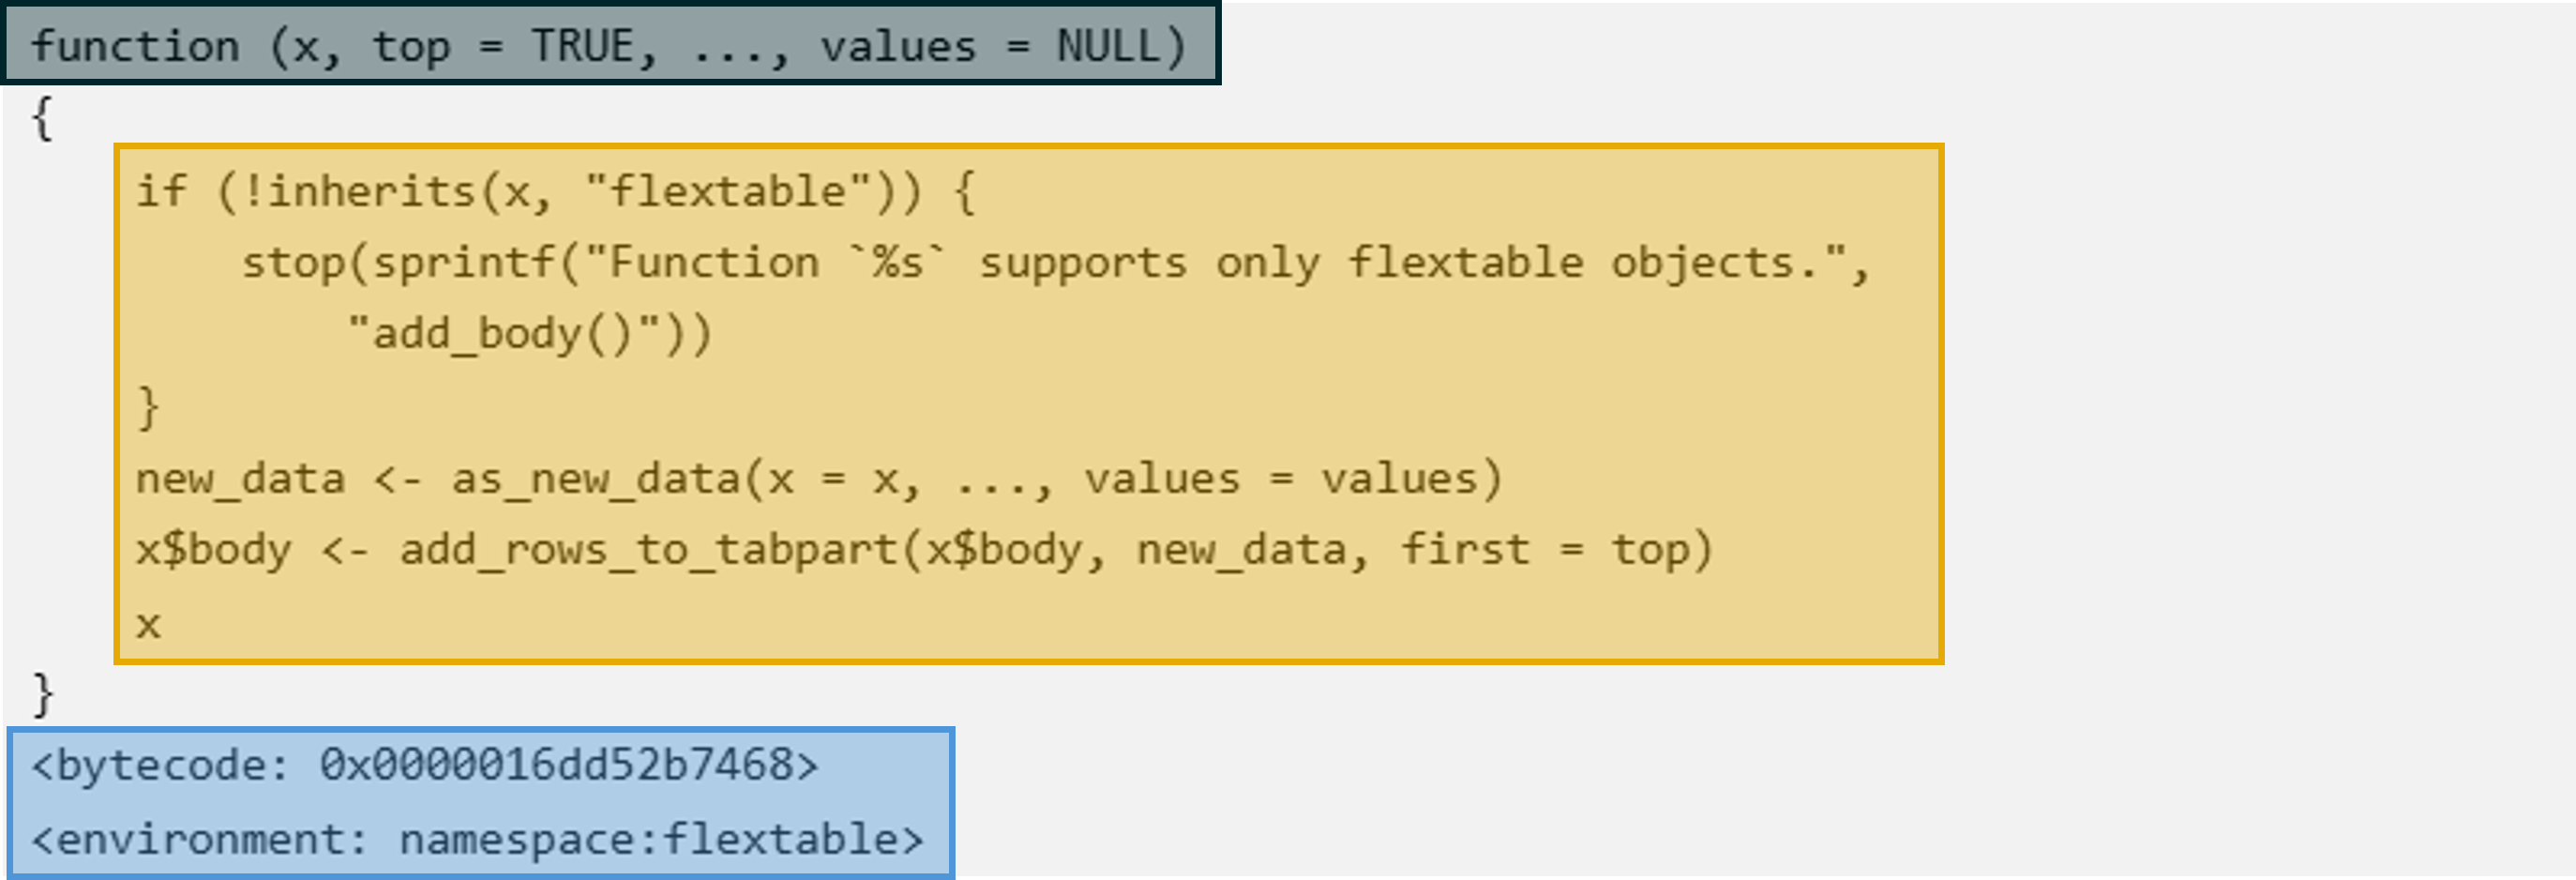 function (x, top = TRUE, ..., values = NULL)
{
    if (!inherits(x, "flextable")) {
        stop(sprintf("Function `%s` supports only flextable objects.",
            "add_body()"))
    }
    new_data <- as_new_data(x = x, ..., values = values)
    x$body <- add_rows_to_tabpart(x$body, new_data, first = top)
    x
}
<bytecode: 0x0000016dd52b7468>
<environment: namespace:flextable>